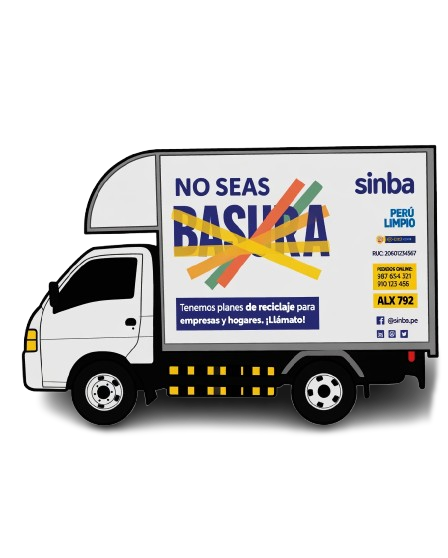 NO SEAS
BASURA
Tenemos planes de reciclaje para
empresas y hogares. ¡Llámato!
sinba
PERÚ
LIMPIO
RUC: 20601234567
PEDIDOS ONLINE:
987 654 321
910 123 456
ALX 792
@sinba.pe